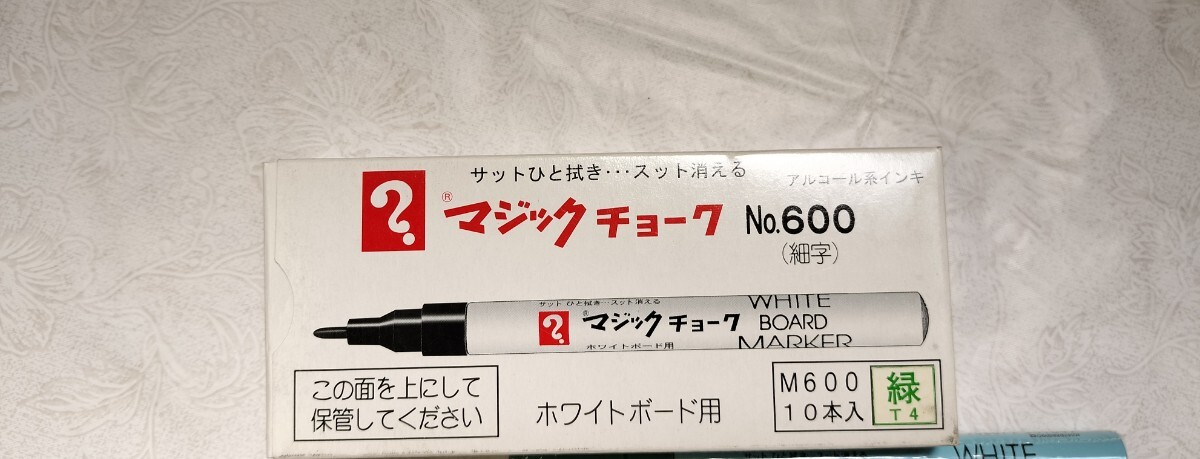 サットひと拭き･･･スット消える
アルコール系インキ
?
®マジックチョーク No.600
(細字)
サット ひと拭き･･･スット消える
?
®マジックチョーク
ホワイトボード用
WHITE
BOARD
MARKER
この面を上にして
保管してください
ホワイトボード用
M600
10本入
緑
T4
WHITE